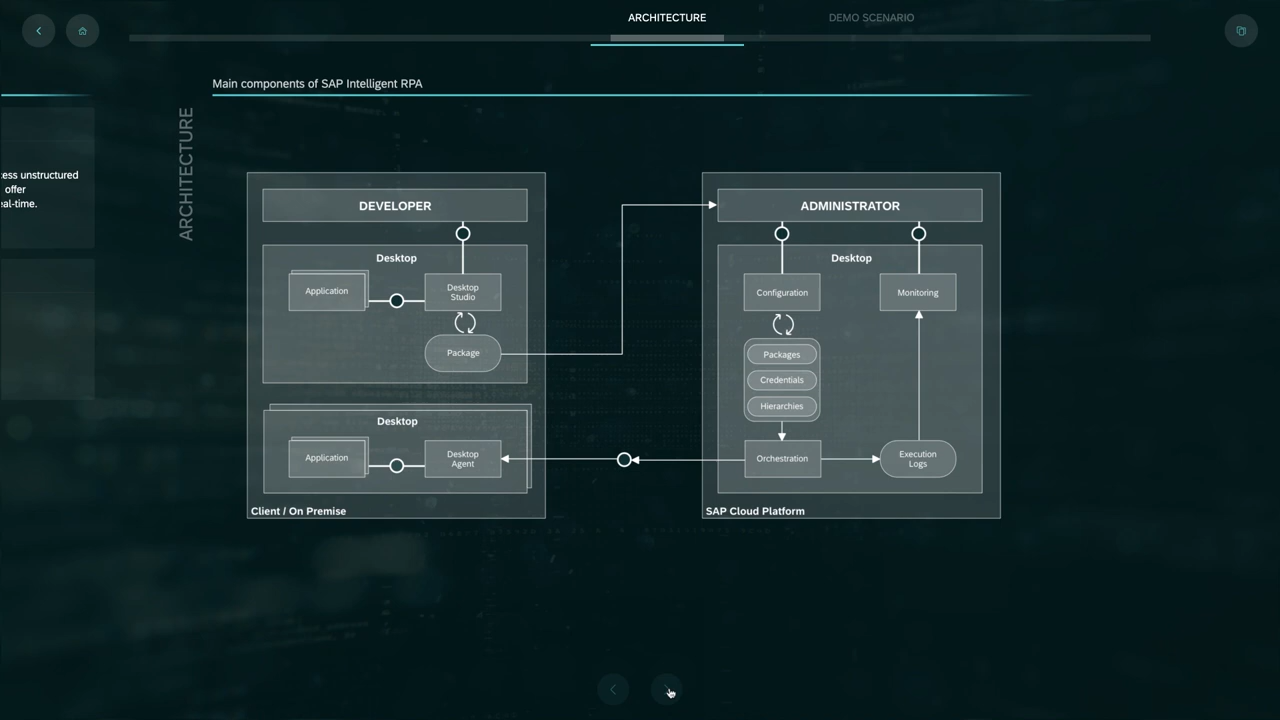 ARCHITECTURE
DEMO SCENARIO
Main components of SAP Intelligent RPA
ARCHITECTURE
ess unstructured
offer
eal-time.
DEVELOPER
Desktop
Application
Desktop
Studio
Package
Desktop
Application
Desktop
Agent
Client / On Premise
ADMINISTRATOR
Desktop
Configuration
Monitoring
Packages
Credentials
Hierarchies
Orchestration
Execution
Logs
SAP Cloud Platform